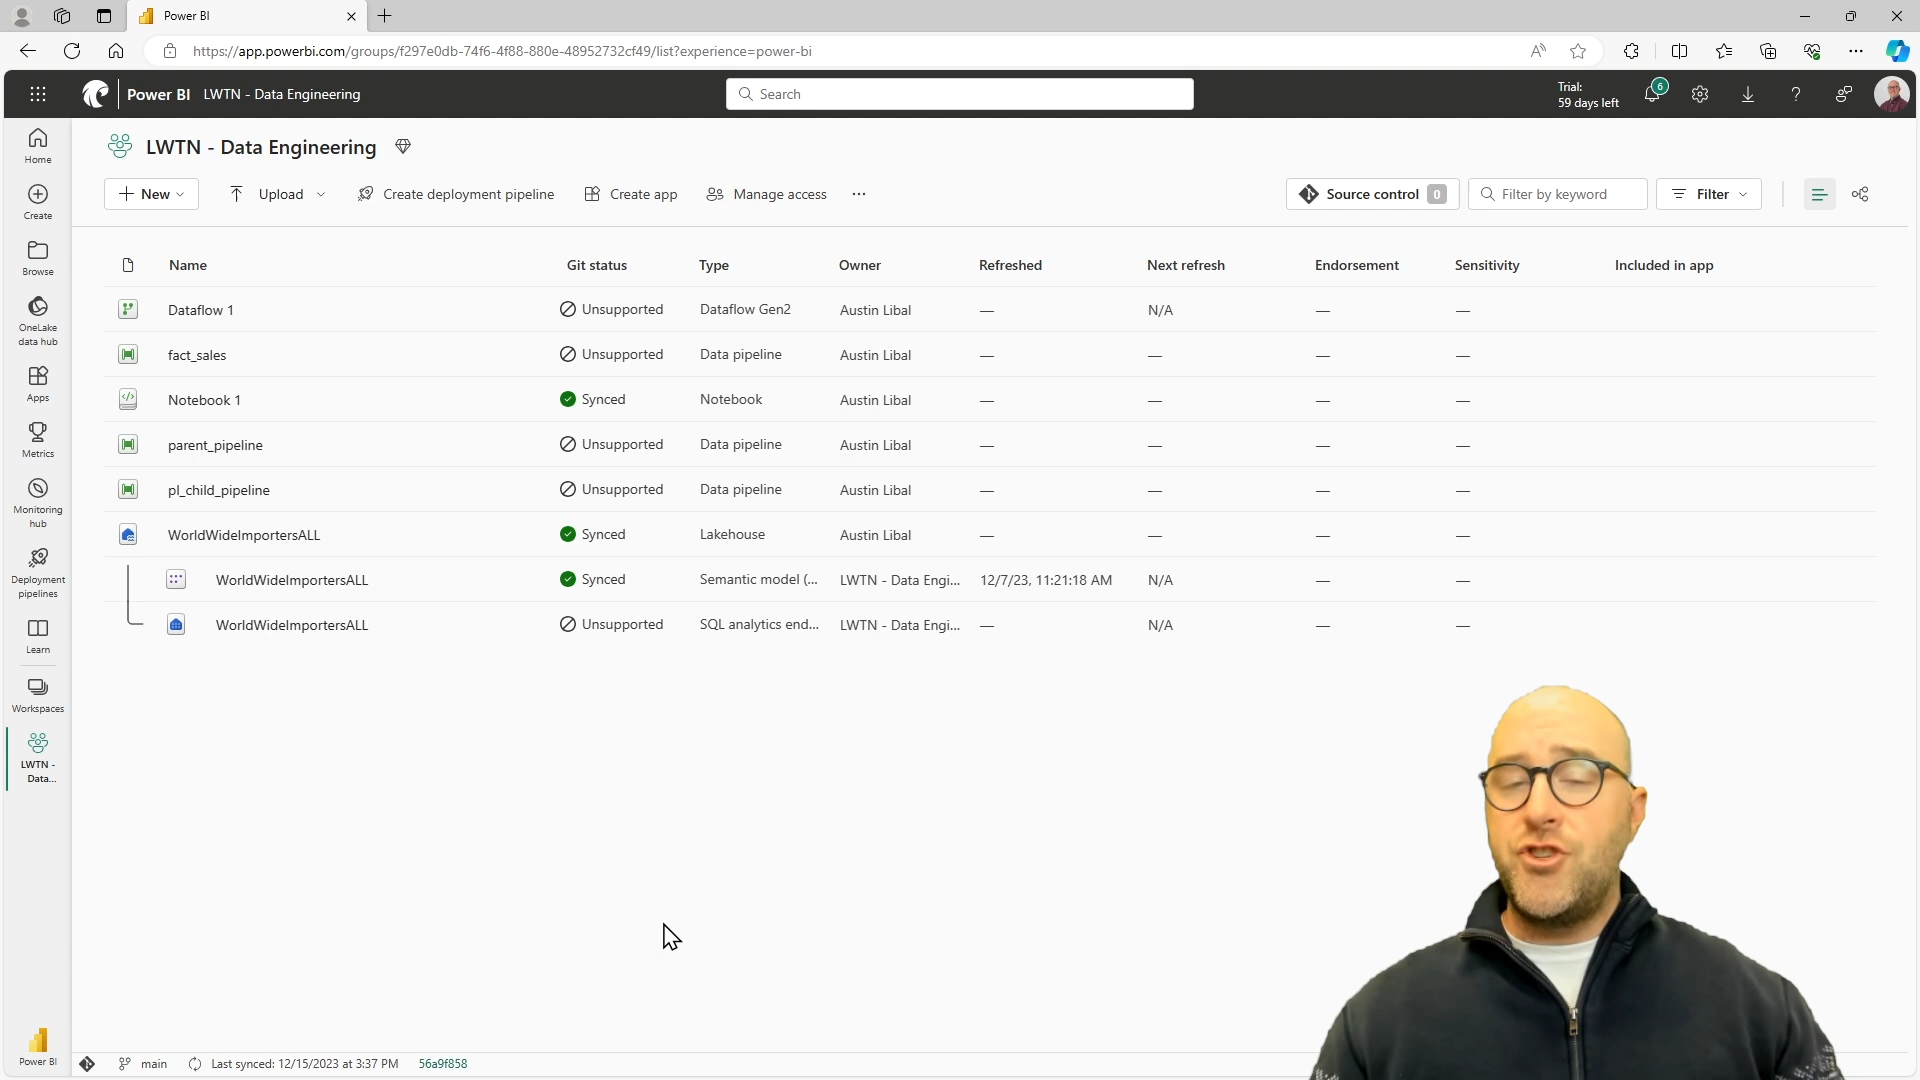 Power BI
https://app.powerbi.com/groups/f297e0db-74f6-4f88-880e-48952732cf49/list?experience=power-bi
Power BI LWTN - Data Engineering
Search
Trial:
59 days left
6
LWTN - Data Engineering
New
Upload
Create deployment pipeline
Create app
Manage access
Source control 0
Filter by keyword
Filter
Home
Create
Browse
OneLake
data hub
Apps
Metrics
Monitoring
hub
Deployment
pipelines
Learn
Workspaces
LWTN -
Data...
Power BI
Name Git status Type Owner Refreshed Next refresh Endorsement Sensitivity Included in app
Dataflow 1 Unsupported Dataflow Gen2 Austin Libal — N/A — —
fact_sales Unsupported Data pipeline Austin Libal — — — —
Notebook 1 Synced Notebook Austin Libal — — — —
parent_pipeline Unsupported Data pipeline Austin Libal — — — —
pl_child_pipeline Unsupported Data pipeline Austin Libal — — — —
WorldWideImportersALL Synced Lakehouse Austin Libal — — — —
WorldWideImportersALL Synced Semantic model (... LWTN - Data Engi... 12/7/23, 11:21:18 AM N/A — —
WorldWideImportersALL Unsupported SQL analytics end... LWTN - Data Engi... — N/A — —
main Last synced: 12/15/2023 at 3:37 PM 56a9f858